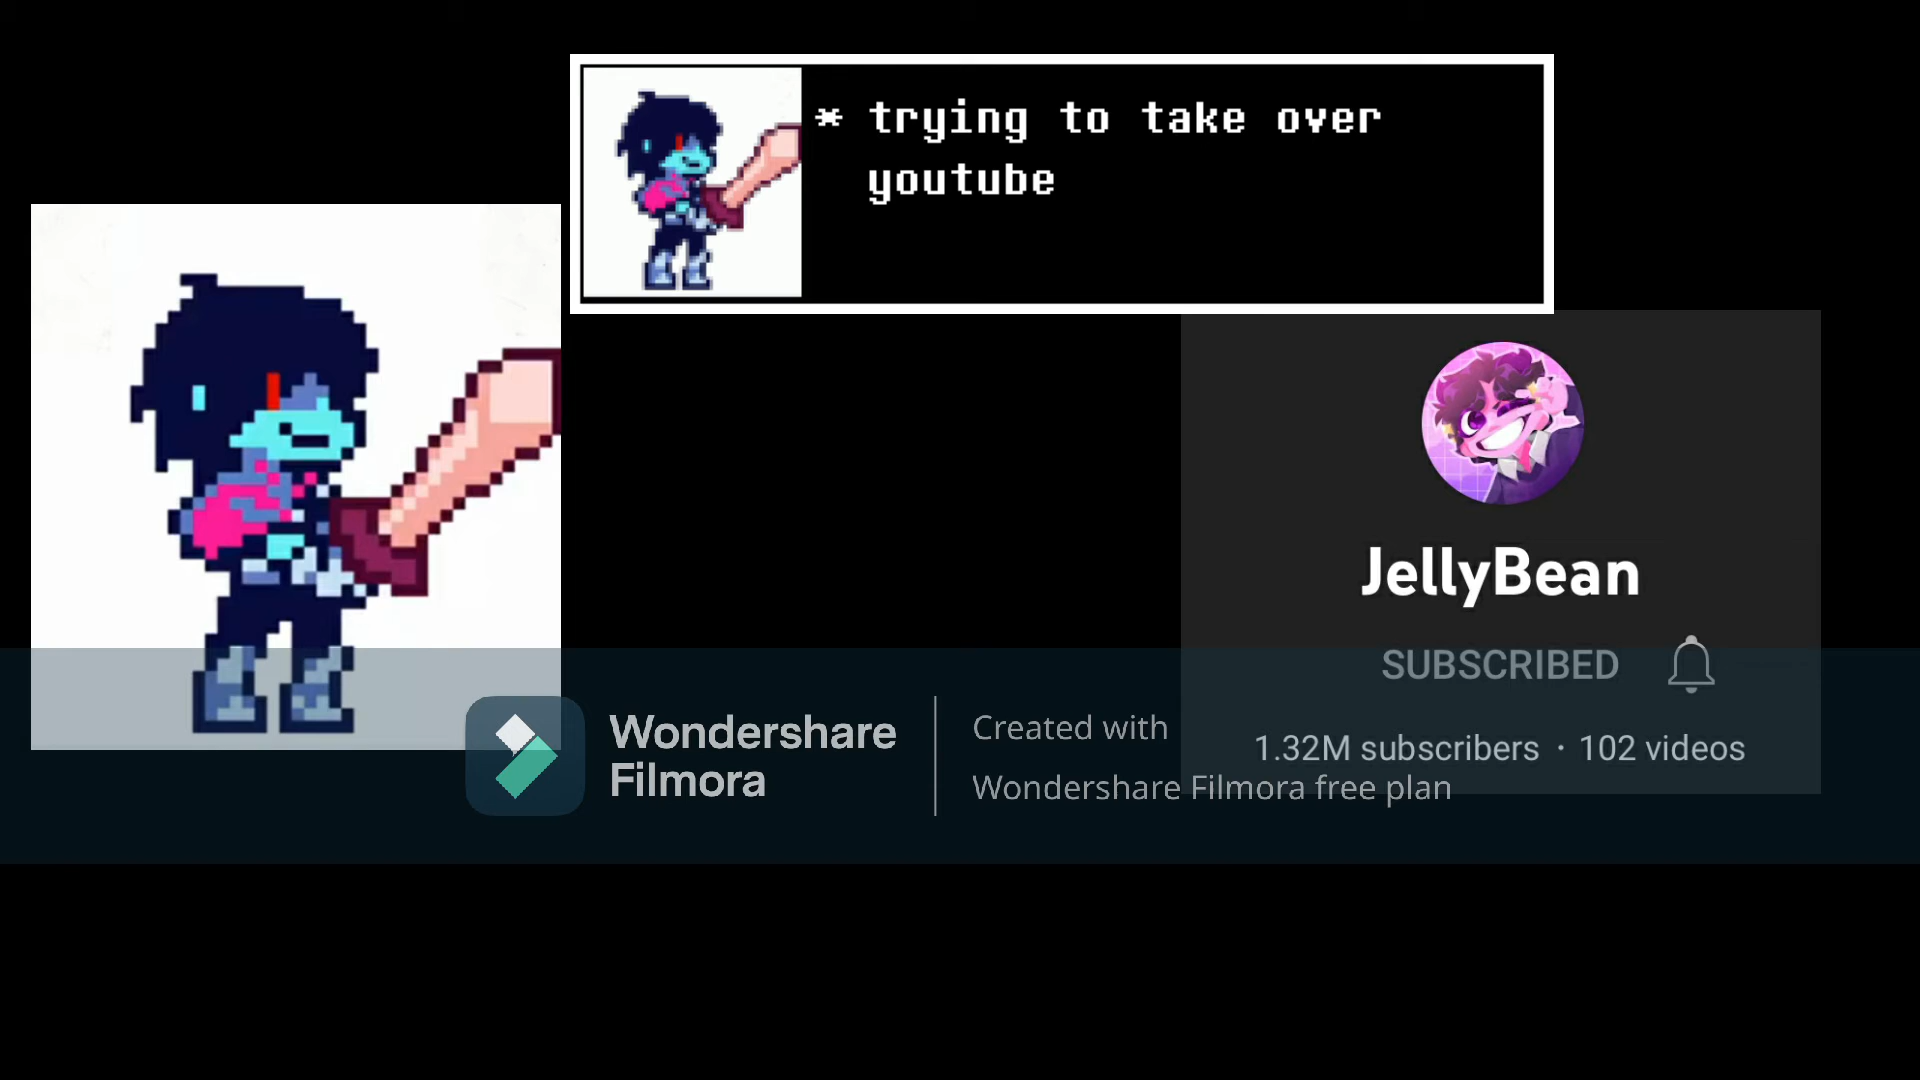 * trying to take over
youtube
JellyBean
SUBSCRIBED
1.32M subscribers · 102 videos
Wondershare
Filmora
Created with
Wondershare Filmora free plan